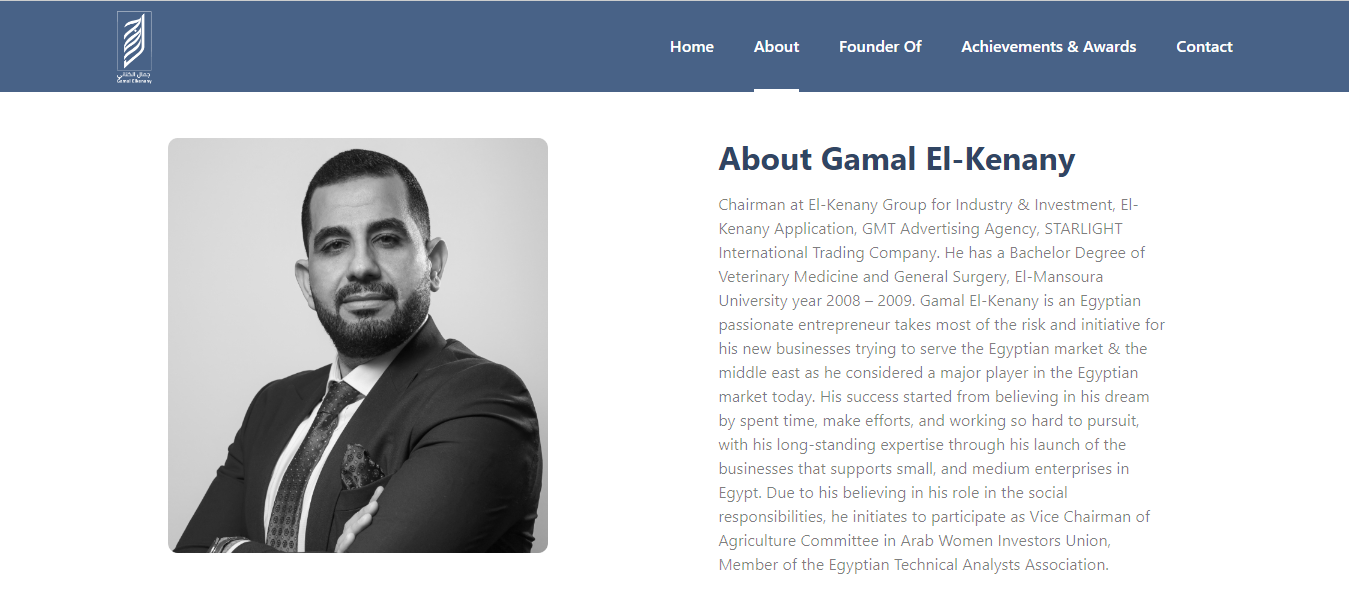 جمال الكناني
Gamal Elkenany
Home About Founder Of Achievements & Awards Contact
About Gamal El-Kenany
Chairman at El-Kenany Group for Industry & Investment, El-
Kenany Application, GMT Advertising Agency, STARLIGHT
International Trading Company. He has a Bachelor Degree of
Veterinary Medicine and General Surgery, El-Mansoura
University year 2008 – 2009. Gamal El-Kenany is an Egyptian
passionate entrepreneur takes most of the risk and initiative for
his new businesses trying to serve the Egyptian market & the
middle east as he considered a major player in the Egyptian
market today. His success started from believing in his dream
by spent time, make efforts, and working so hard to pursuit,
with his long-standing expertise through his launch of the
businesses that supports small, and medium enterprises in
Egypt. Due to his believing in his role in the social
responsibilities, he initiates to participate as Vice Chairman of
Agriculture Committee in Arab Women Investors Union,
Member of the Egyptian Technical Analysts Association.